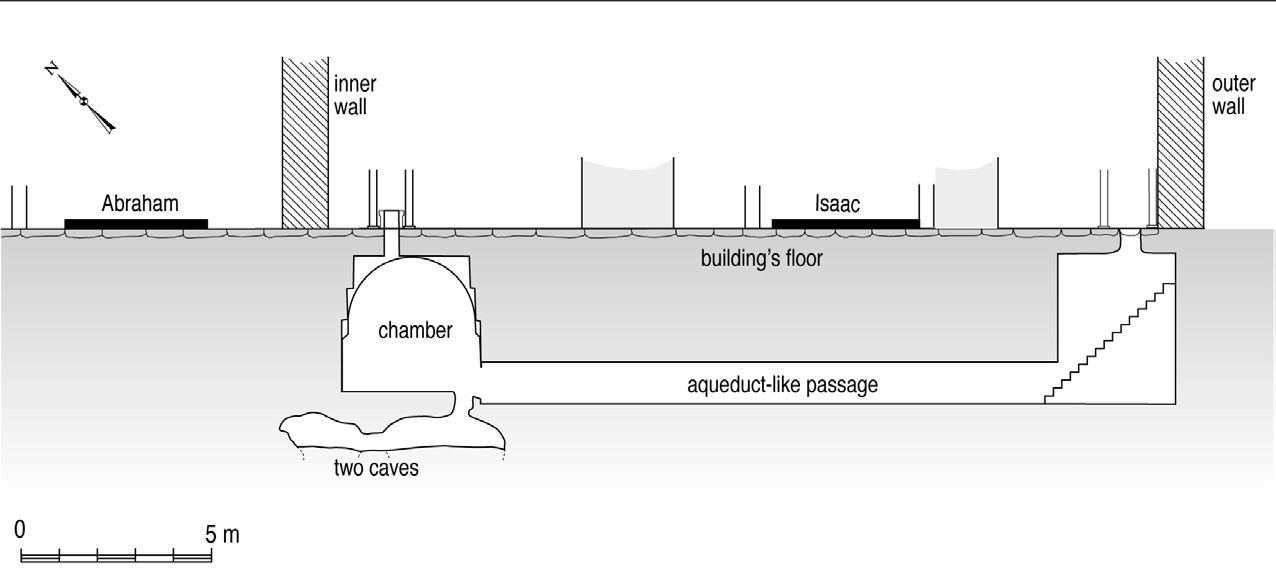 N
inner
wall
outer
wall
Abraham
Isaac
building's floor
chamber
aqueduct-like passage
two caves
0 5 m